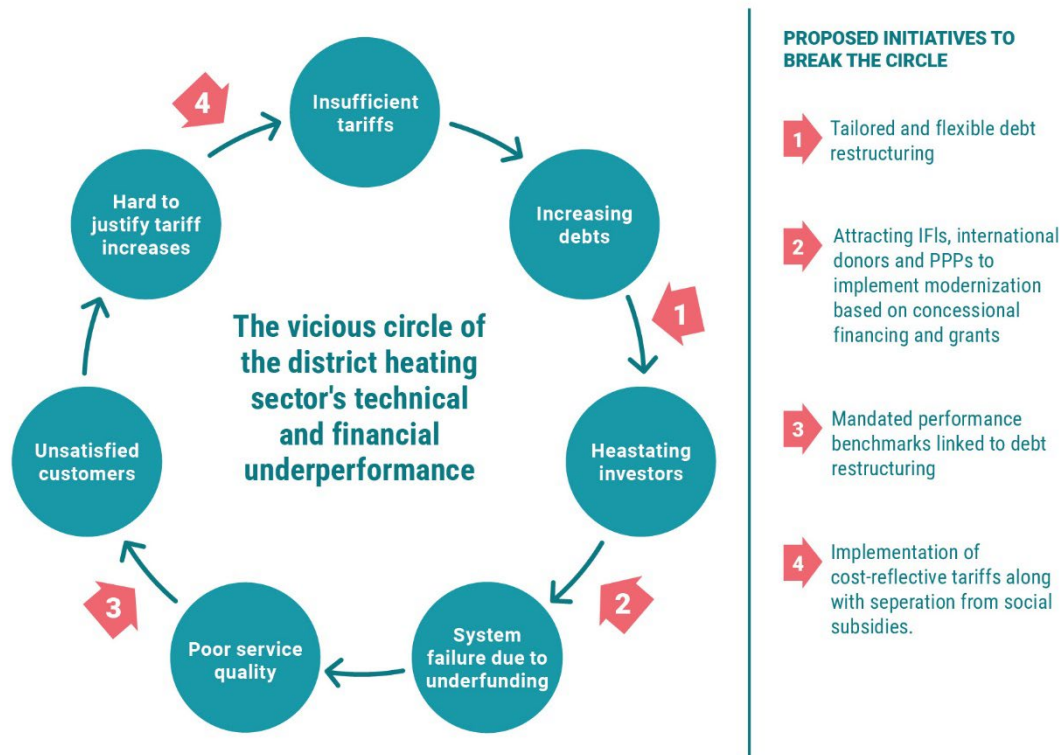 4
Insufficient
tariffs
Increasing
debts
1
Heastating
investors
2
System
failure due to
underfunding
Poor service
quality
3
Unsatisfied
customers
Hard to
justify tariff
increases
The vicious circle of
the district heating
sector's technical
and financial
underperformance
PROPOSED INITIATIVES TO
BREAK THE CIRCLE
1
Tailored and flexible debt
restructuring
2
Attracting IFIs, international
donors and PPPs to
implement modernization
based on concessional
financing and grants
3
Mandated performance
benchmarks linked to debt
restructuring
4
Implementation of
cost-reflective tariffs along
with seperation from social
subsidies.